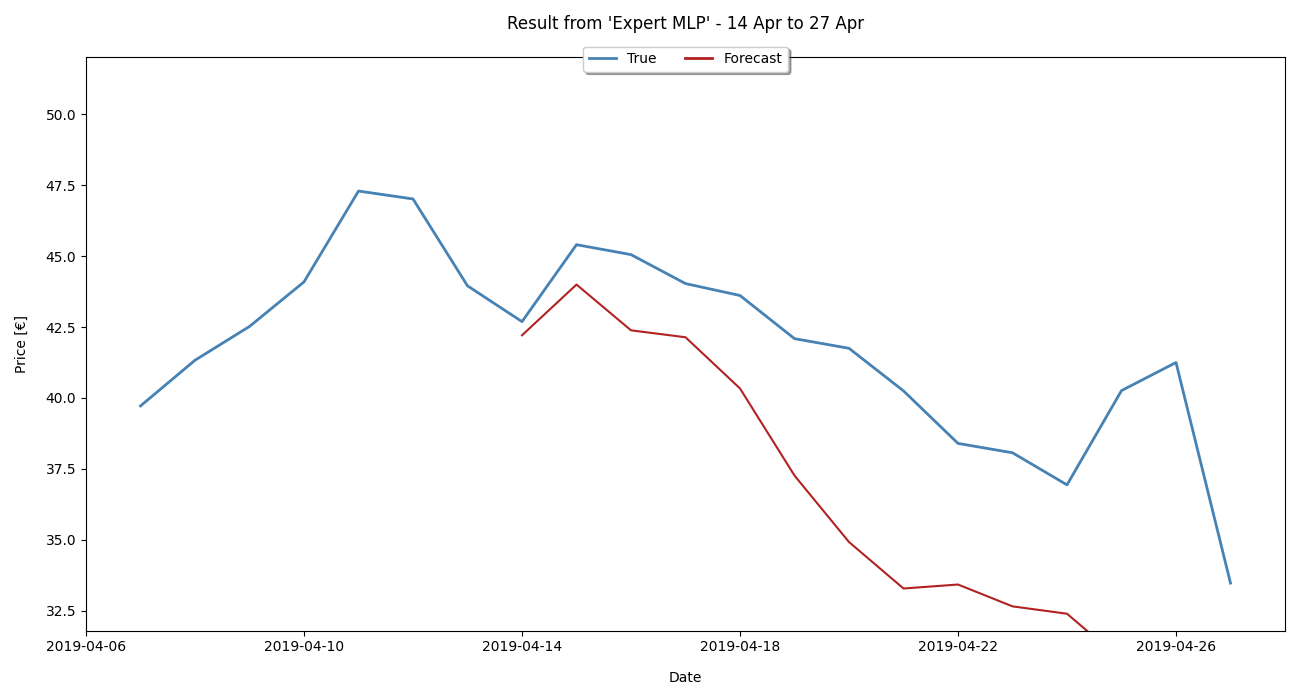 Result from 'Expert MLP' - 14 Apr to 27 Apr
True Forecast
Price [€]
50.0
47.5
45.0
42.5
40.0
37.5
35.0
32.5
2019-04-06 2019-04-10 2019-04-14 2019-04-18 2019-04-22 2019-04-26
Date